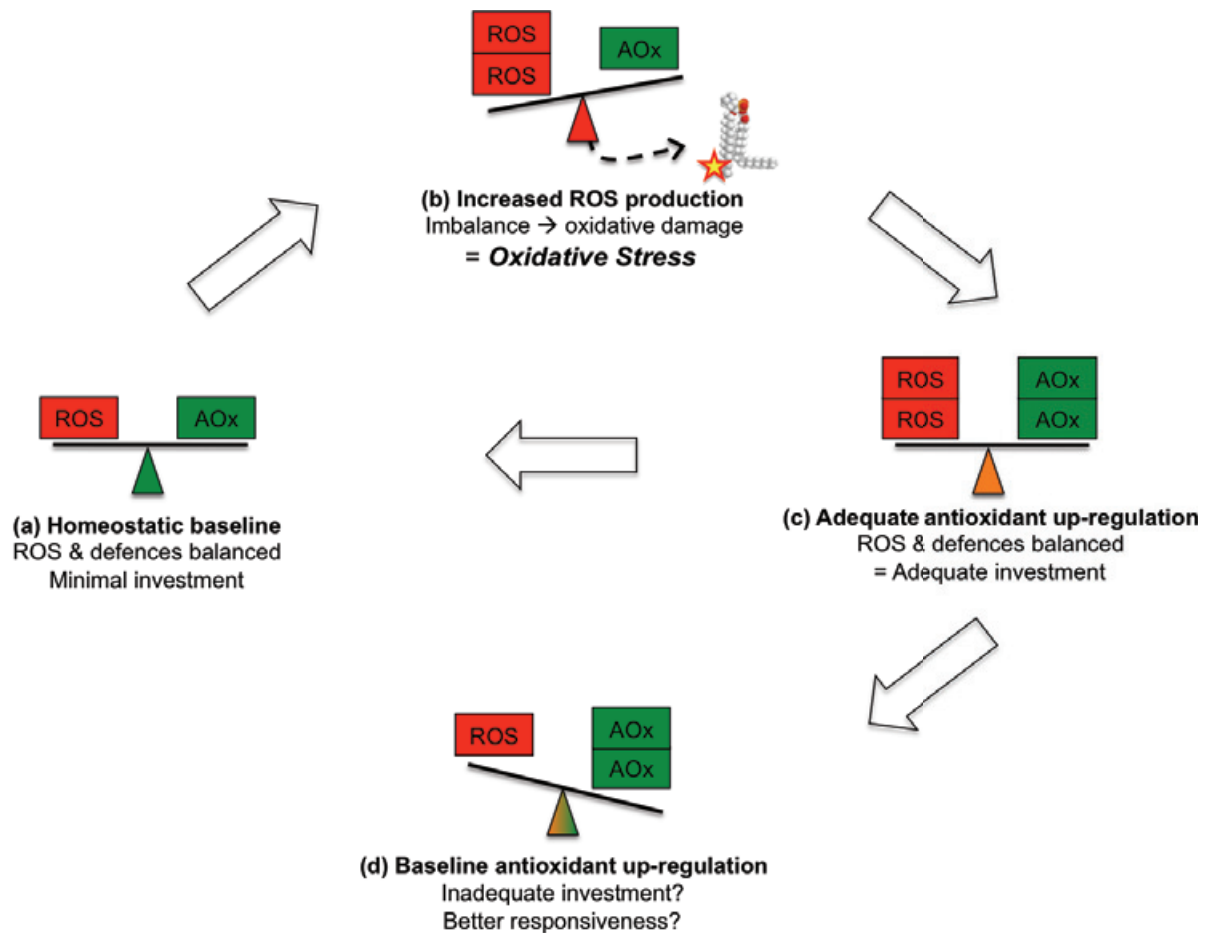 ROS
ROS
AOx
(b) Increased ROS production
Imbalance → oxidative damage
= Oxidative Stress
ROS
AOx
(a) Homeostatic baseline
ROS & defences balanced
Minimal investment
ROS
ROS
AOx
AOx
(c) Adequate antioxidant up-regulation
ROS & defences balanced
= Adequate investment
ROS
AOx
AOx
(d) Baseline antioxidant up-regulation
Inadequate investment?
Better responsiveness?